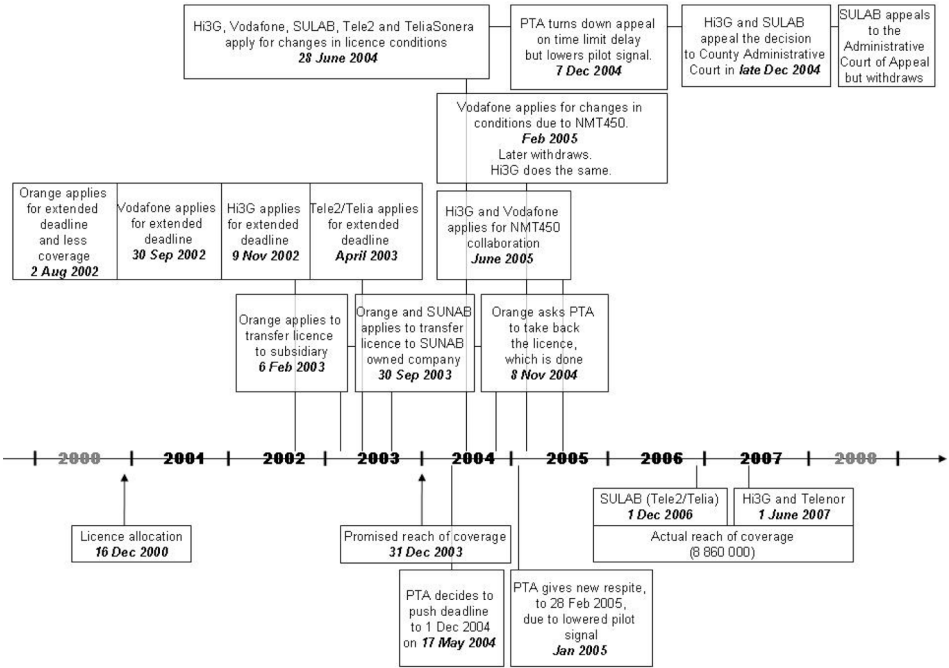 Hi3G, Vodafone, SULAB, Tele2 and TeliaSonera
apply for changes in licence conditions
28 June 2004
PTA turns down appeal
on time limit delay
but lowers pilot signal.
7 Dec 2004
Hi3G and SULAB
appeal the decision
to County Administrative
Court in late Dec 2004
SULAB appeals
to the
Administrative
Court of Appeal
but withdraws
Vodafone applies for changes in
conditions due to NMT450.
Feb 2005
Later withdraws.
Hi3G does the same.
Orange applies
for extended
deadline
and less
coverage
2 Aug 2002
Vodafone applies
for extended
deadline
30 Sep 2002
Hi3G applies
for extended
deadline
9 Nov 2002
Tele2/Telia applies
for extended
deadline
April 2003
Hi3G and Vodafone
applies for NMT450
collaboration
June 2005
Orange applies to
transfer licence
to subsidiary
6 Feb 2003
Orange and SUNAB
applies to transfer
licence to SUNAB
owned company
30 Sep 2003
Orange asks PTA
to take back
the licence,
which is done
8 Nov 2004
2000 2001 2002 2003 2004 2005 2006 2007 2008
Licence allocation
16 Dec 2000
Promised reach of coverage
31 Dec 2003
SULAB (Tele2/Telia)
1 Dec 2006
Hi3G and Telenor
1 June 2007
Actual reach of coverage
(8 860 000)
PTA decides to
push deadline
to 1 Dec 2004
on 17 May 2004
PTA gives new respite,
to 28 Feb 2005,
due to lowered pilot
signal
Jan 2005